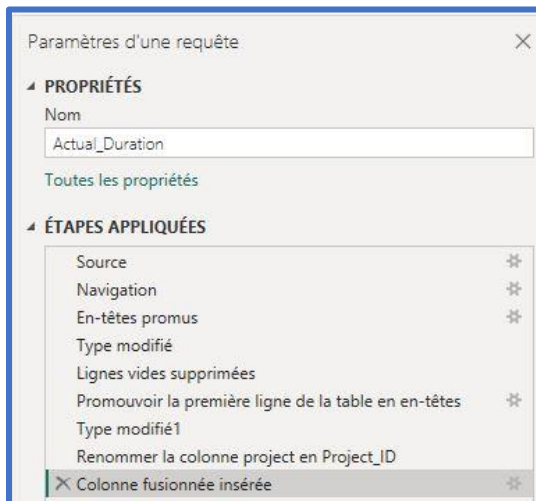 Paramètres d'une requête
PROPRIÉTÉS
Nom
Actual_Duration
Toutes les propriétés
ÉTAPES APPLIQUÉES
Source
Navigation
En-têtes promus
Type modifié
Lignes vides supprimées
Promouvoir la première ligne de la table en en-têtes
Type modifié1
Renommer la colonne project en Project_ID
Colonne fusionnée insérée